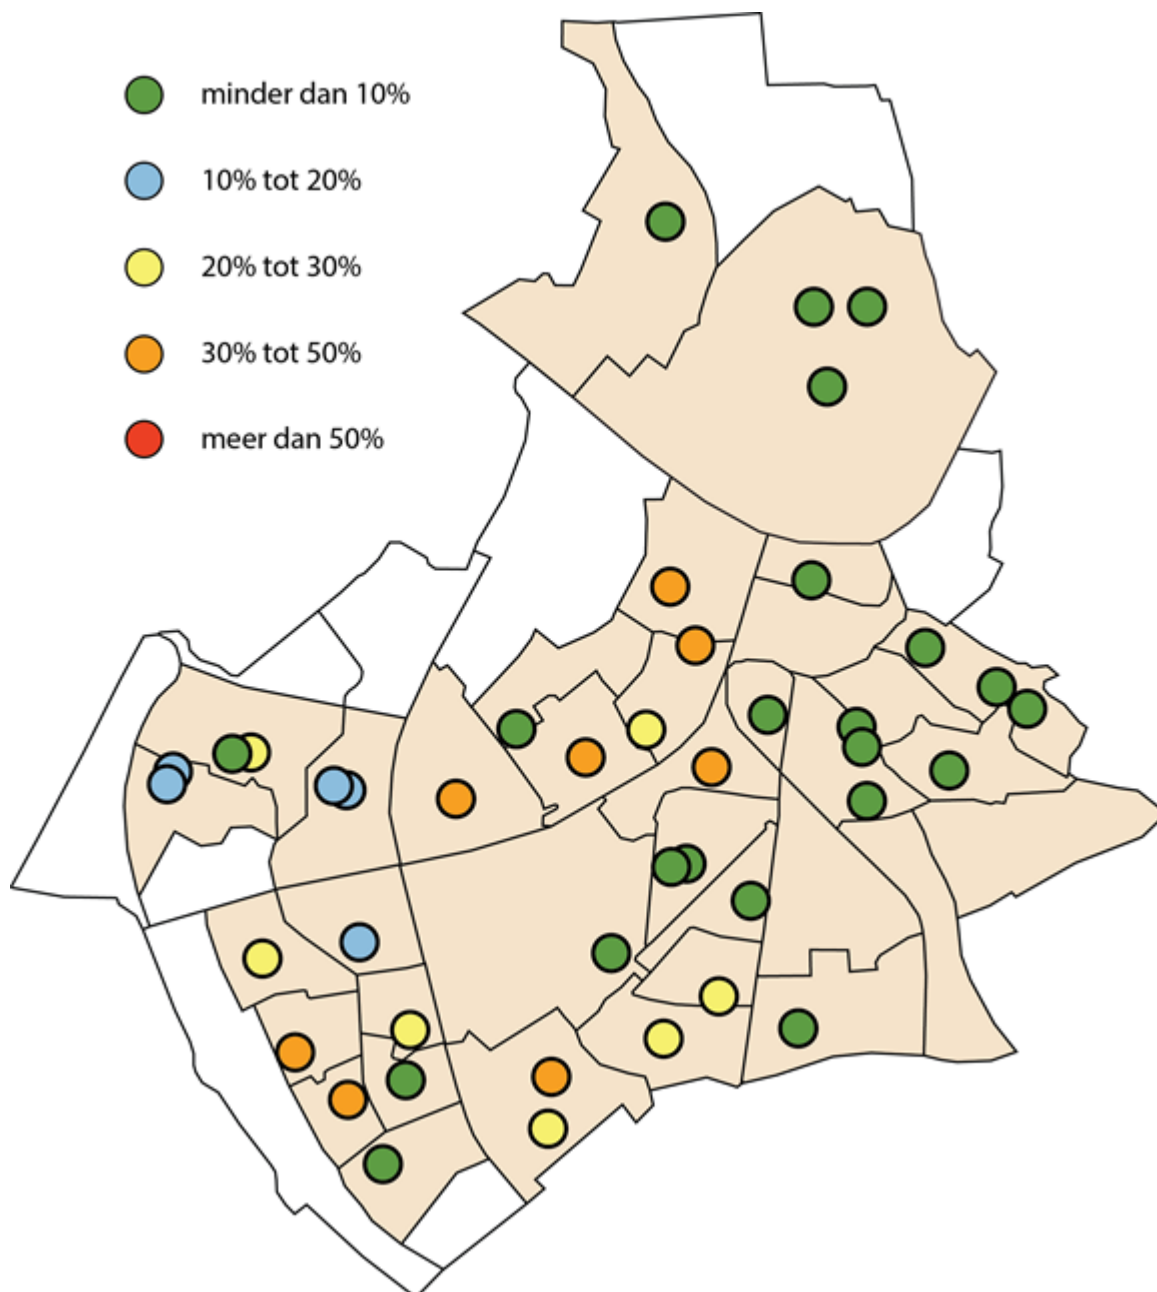 minder dan 10%
10% tot 20%
20% tot 30%
30% tot 50%
meer dan 50%